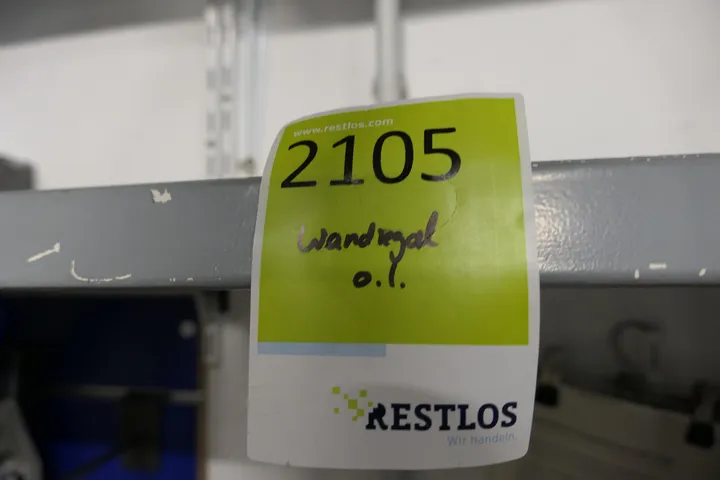 www.restlos.com
2105
Wandregal
o.I.
RESTLOS
Wir handeln.